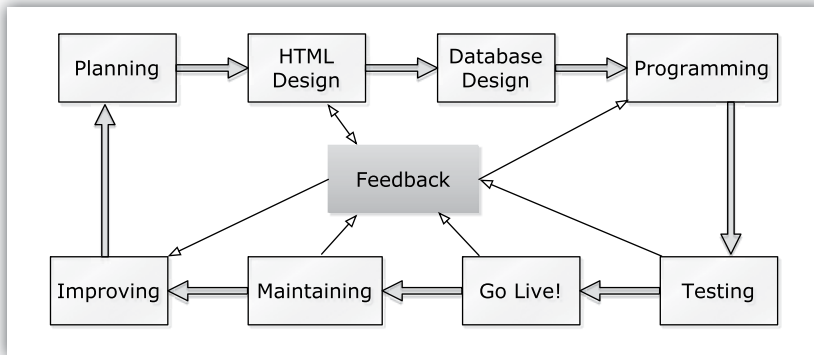 Planning
HTML
Design
Database
Design
Programming
Feedback
Improving
Maintaining
Go Live!
Testing